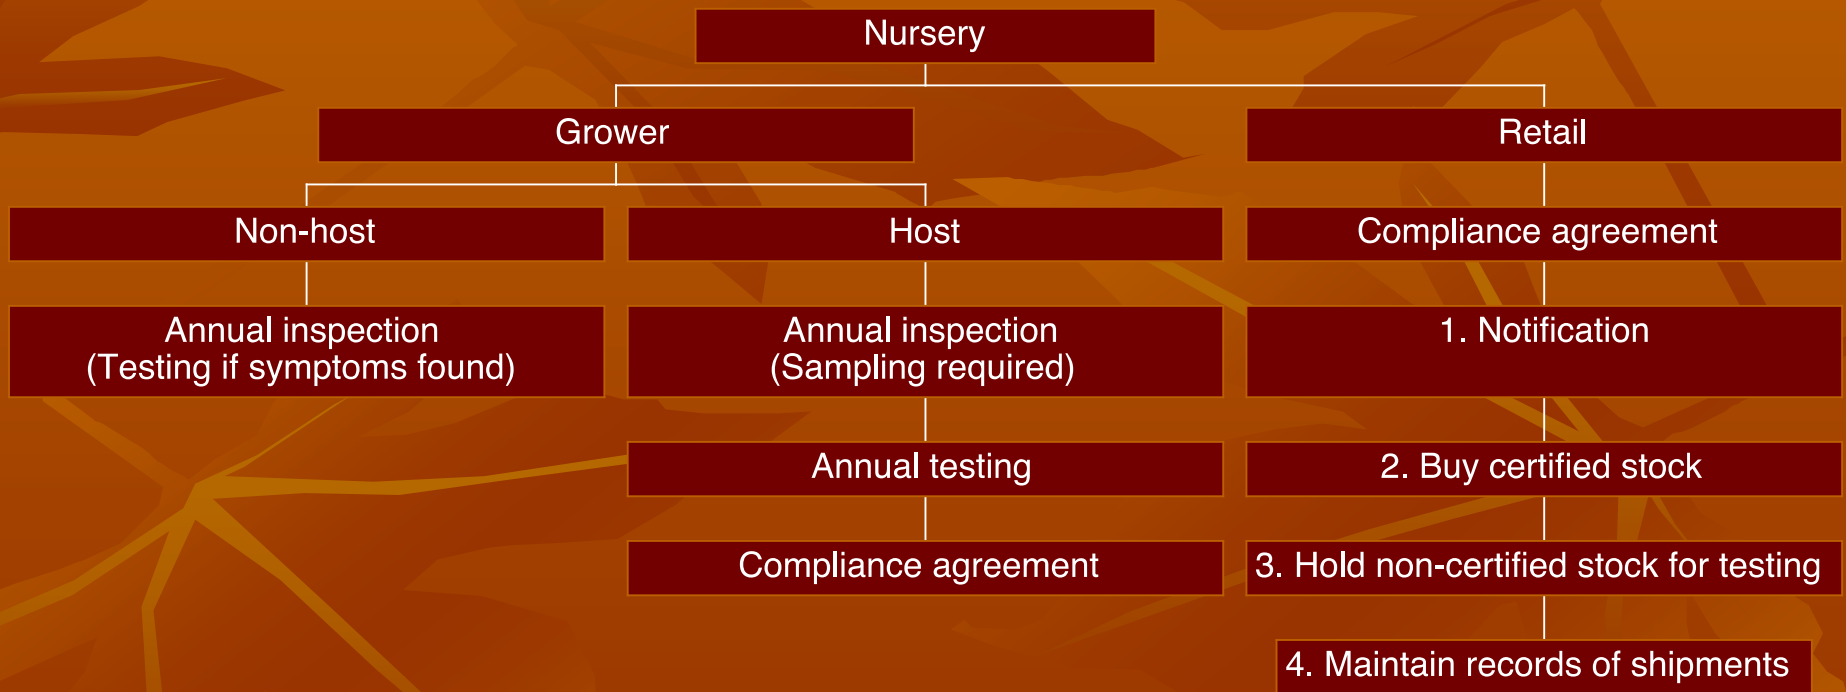 Nursery
Grower
Retail
Non-host
Host
Compliance agreement
Annual inspection
(Testing if symptoms found)
Annual inspection
(Sampling required)
1. Notification
Annual testing
2. Buy certified stock
Compliance agreement
3. Hold non-certified stock for testing
4. Maintain records of shipments